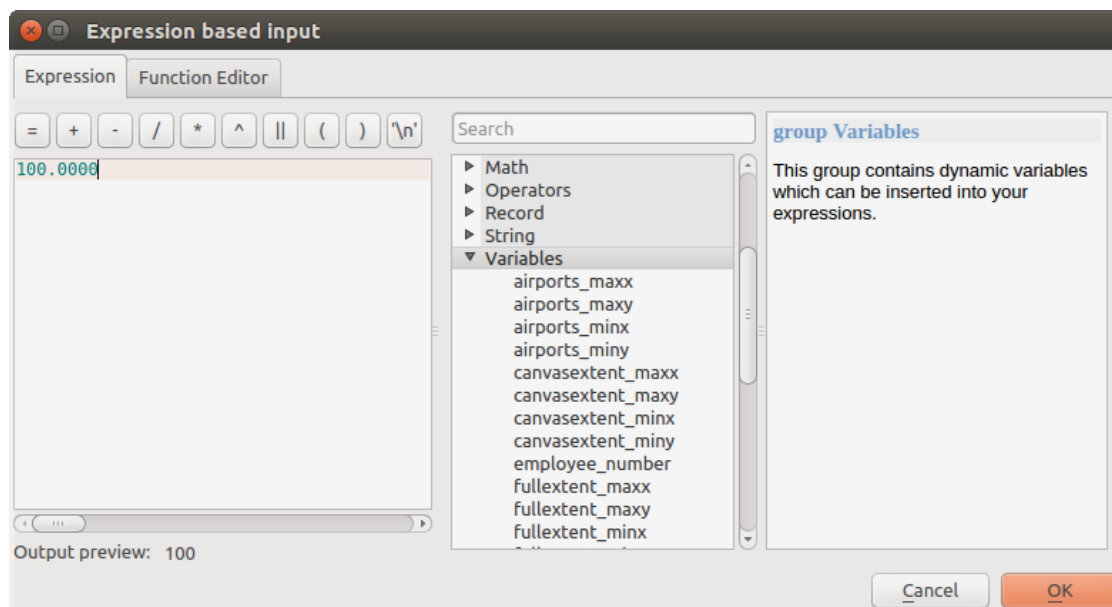 Expression based input
Expression
Function Editor
= + - / * ^ || ( ) '\n'
100.0000
Output preview: 100
Search
Math
Operators
Record
String
Variables
airports_maxx
airports_maxy
airports_minx
airports_miny
canvasextent_maxx
canvasextent_maxy
canvasextent_minx
canvasextent_miny
employee_number
fullextent_maxx
fullextent_maxy
fullextent_minx
group Variables
This group contains dynamic variables
which can be inserted into your
expressions.
Cancel
OK